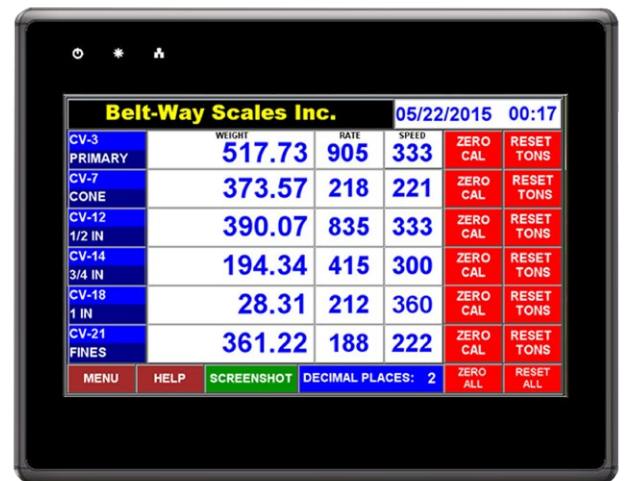 Belt-Way Scales Inc. 05/22/2015 00:17
WEIGHT RATE SPEED
CV-3
PRIMARY 517.73 905 333 ZERO CAL RESET TONS
CV-7
CONE 373.57 218 221 ZERO CAL RESET TONS
CV-12
1/2 IN 390.07 835 333 ZERO CAL RESET TONS
CV-14
3/4 IN 194.34 415 300 ZERO CAL RESET TONS
CV-18
1 IN 28.31 212 360 ZERO CAL RESET TONS
CV-21
FINES 361.22 188 222 ZERO CAL RESET TONS
MENU HELP SCREENSHOT DECIMAL PLACES: 2 ZERO ALL RESET ALL